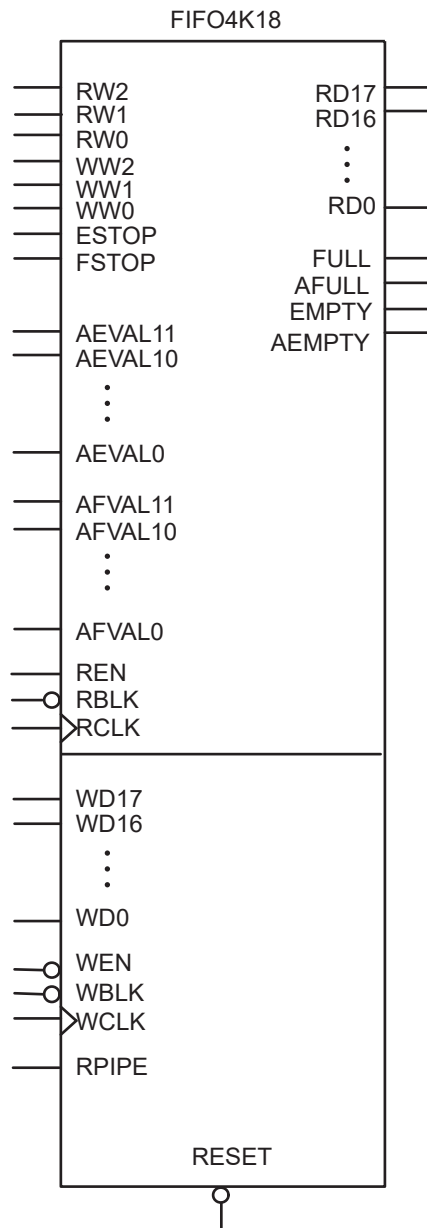 FIFO4K18
RW2
RW1
RW0
WW2
WW1
WW0
ESTOP
FSTOP
RD17
RD16
RD0
FULL
AFULL
EMPTY
AEMPTY
AEVAL11
AEVAL10
AEVAL0
AFVAL11
AFVAL10
AFVAL0
REN
RBLK
RCLK
WD17
WD16
WD0
WEN
WBLK
WCLK
RPIPE
RESET